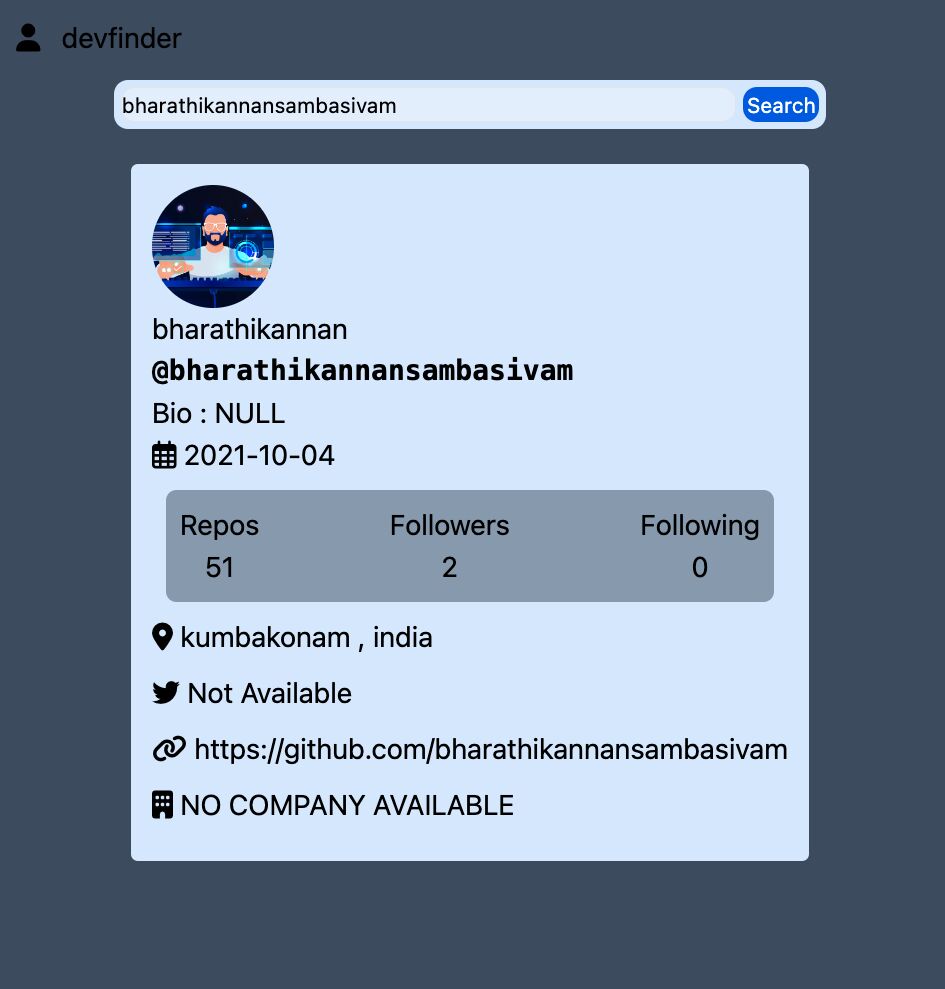 devfinder
bharathikannansambasivam Search
bharathikannan
@bharathikannansambasivam
Bio : NULL
2021-10-04
Repos Followers Following
51 2 0
kumbakonam , india
Not Available
https://github.com/bharathikannansambasivam
NO COMPANY AVAILABLE